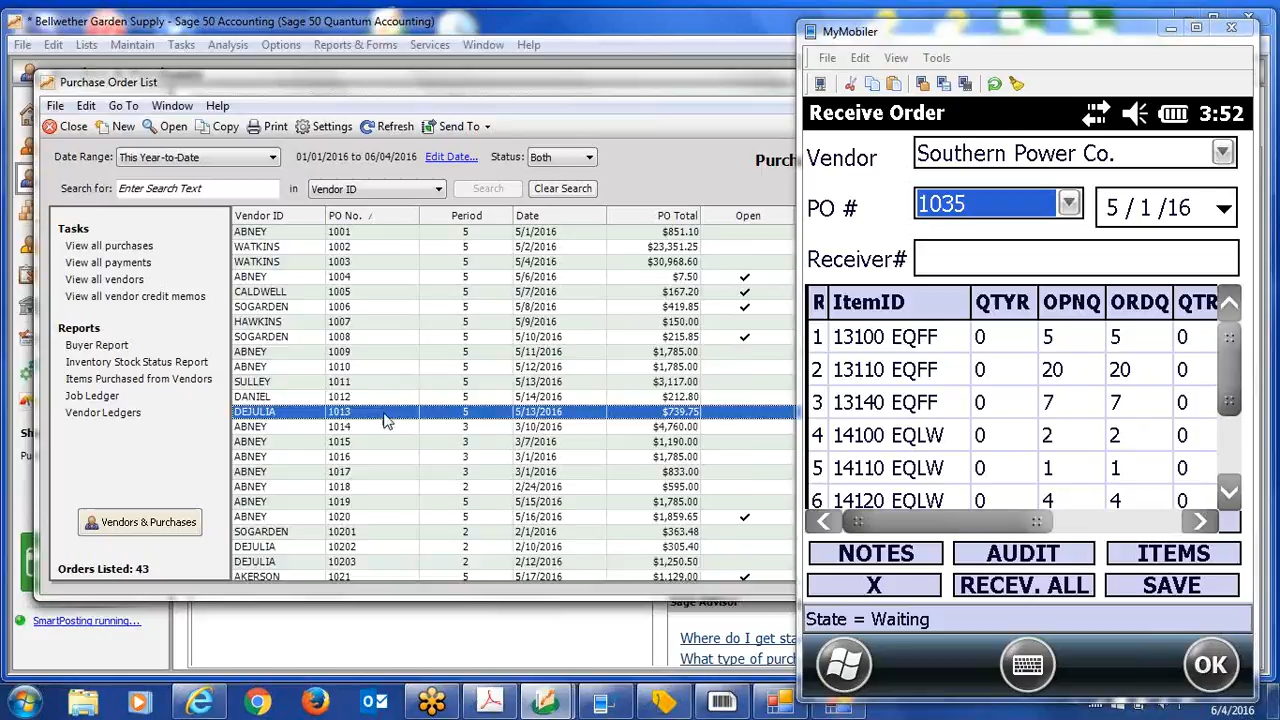 * Bellwether Garden Supply - Sage 50 Accounting (Sage 50 Quantum Accounting)
File Edit Lists Maintain Tasks Analysis Options Reports & Forms Services Window Help
Purchase Order List
File Edit Go To Window Help
Close New Open Copy Print Settings Refresh Send To
Date Range: This Year-to-Date 01/01/2016 to 06/04/2016 Edit Date... Status: Both Purch
Search for: Enter Search Text in Vendor ID Search Clear Search
Tasks
View all purchases
View all payments
View all vendors
View all vendor credit memos
Reports
Buyer Report
Inventory Stock Status Report
Items Purchased from Vendors
Job Ledger
Vendor Ledgers
Vendors & Purchases
Orders Listed: 43
Vendor ID PO No. Period Date PO Total Open
ABNEY 1001 5 5/1/2016 $851.10
WATKINS 1002 5 5/2/2016 $23,351.25
WATKINS 1003 5 5/4/2016 $30,968.60
ABNEY 1004 5 5/6/2016 $7.50
CALDWELL 1005 5 5/7/2016 $167.20
SOGARDEN 1006 5 5/8/2016 $419.85
HAWKINS 1007 5 5/9/2016 $150.00
SOGARDEN 1008 5 5/10/2016 $215.85
ABNEY 1009 5 5/11/2016 $1,785.00
ABNEY 1010 5 5/12/2016 $1,785.00
SULLEY 1011 5 5/13/2016 $3,117.00
DANIEL 1012 5 5/14/2016 $212.80
DEJULIA 1013 5 5/13/2016 $739.75
ABNEY 1014 3 3/10/2016 $4,760.00
ABNEY 1015 3 3/7/2016 $1,190.00
ABNEY 1016 3 3/1/2016 $1,785.00
ABNEY 1017 3 3/1/2016 $833.00
ABNEY 1018 2 2/24/2016 $595.00
ABNEY 1019 5 5/15/2016 $1,785.00
ABNEY 1020 5 5/16/2016 $1,859.65
SOGARDEN 10201 2 2/6/2016 $363.48
DEJULIA 10202 2 2/10/2016 $305.40
DEJULIA 10203 2 2/12/2016 $1,250.50
AKERSON 1021 5 5/17/2016 $1,129.00
SmartPosting running...
Sage Advisor
Where do I get sta
What type of purc
MyMobiler
File Edit View Tools
Receive Order 3:52
Vendor Southern Power Co.
PO # 1035 5 / 1 /16
Receiver#
R ItemID QTYR OPNQ ORDQ QTR
1 13100 EQFF 0 5 5 0
2 13110 EQFF 0 20 20 0
3 13140 EQFF 0 7 7 0
4 14100 EQLW 0 2 2 0
5 14110 EQLW 0 1 1 0
6 14120 EQLW 0 4 4 0
NOTES AUDIT ITEMS
X RECEV. ALL SAVE
State = Waiting
OK
6/4/2016